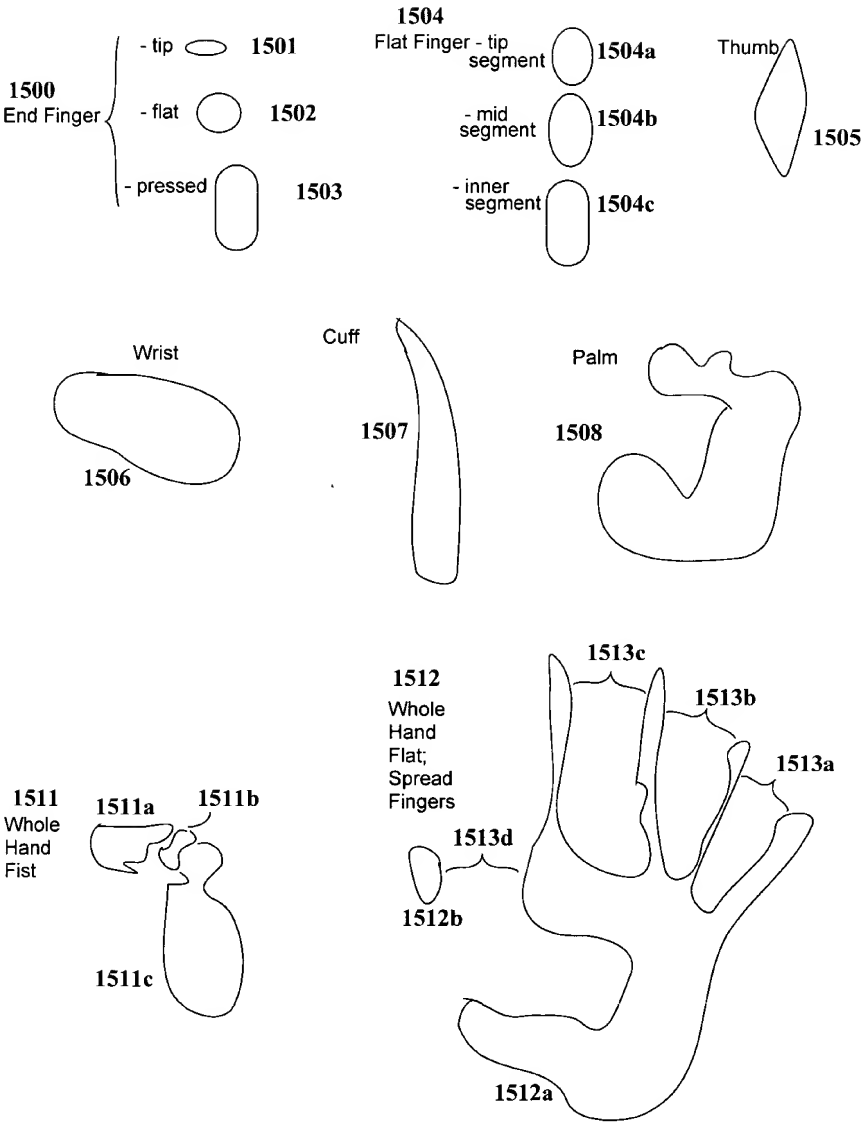 1500
End Finger
- tip
1501
- flat
1502
- pressed
1503
1504
Flat Finger - tip
segment
1504a
- mid
segment
1504b
- inner
segment
1504c
Thumb
1505
Wrist
1506
Cuff
1507
Palm
1508
1511
Whole
Hand
Fist
1511a
1511b
1511c
1512
Whole
Hand
Flat;
Spread
Fingers
1513c
1513b
1513a
1513d
1512b
1512a